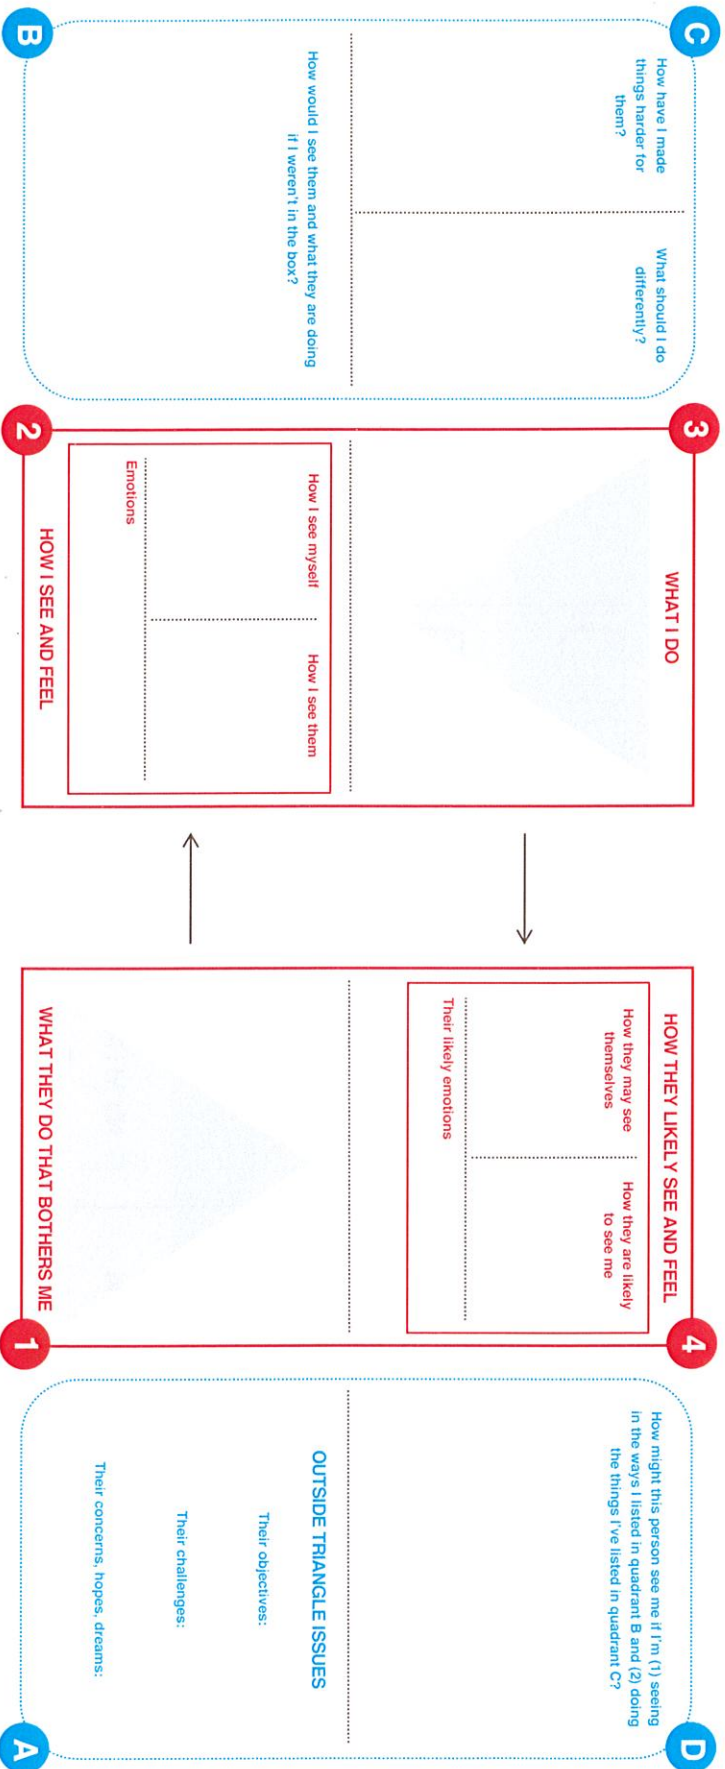 C
How have I made
things harder for
them?
What should I do
differently?
How would I see them and what they are doing
if I weren't in the box?
B
3
WHAT I DO
How I see myself
How I see them
Emotions
HOW I SEE AND FEEL
2
HOW THEY LIKELY SEE AND FEEL
4
How they may see
themselves
How they are likely
to see me
Their likely emotions
WHAT THEY DO THAT BOTHERS ME
1
D
How might this person see me if I'm (1) seeing
in the ways I listed in quadrant B and (2) doing
the things I've listed in quadrant C?
OUTSIDE TRIANGLE ISSUES
Their objectives:
Their challenges:
Their concerns, hopes, dreams:
A